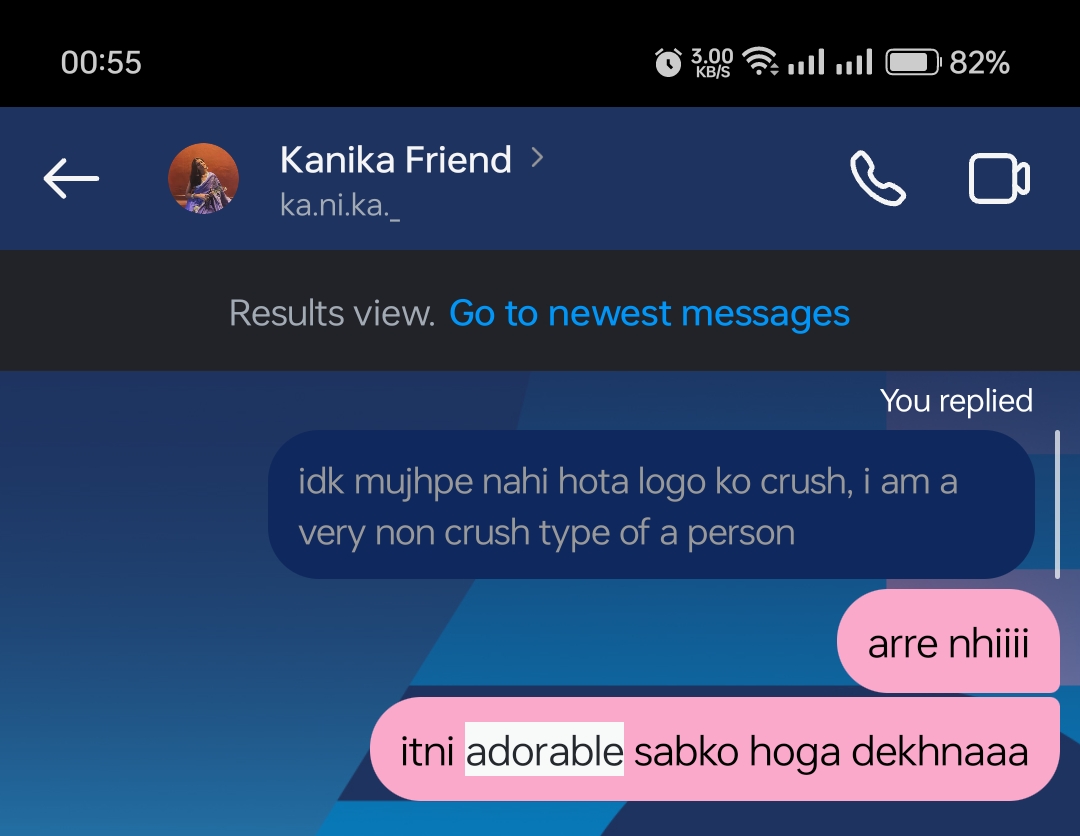 00:55 3.00 KB/S 82%
Kanika Friend
ka.ni.ka._
Results view. Go to newest messages
You replied
idk mujhpe nahi hota logo ko crush, i am a
very non crush type of a person
arre nhiiii
itni adorable sabko hoga dekhnaaa